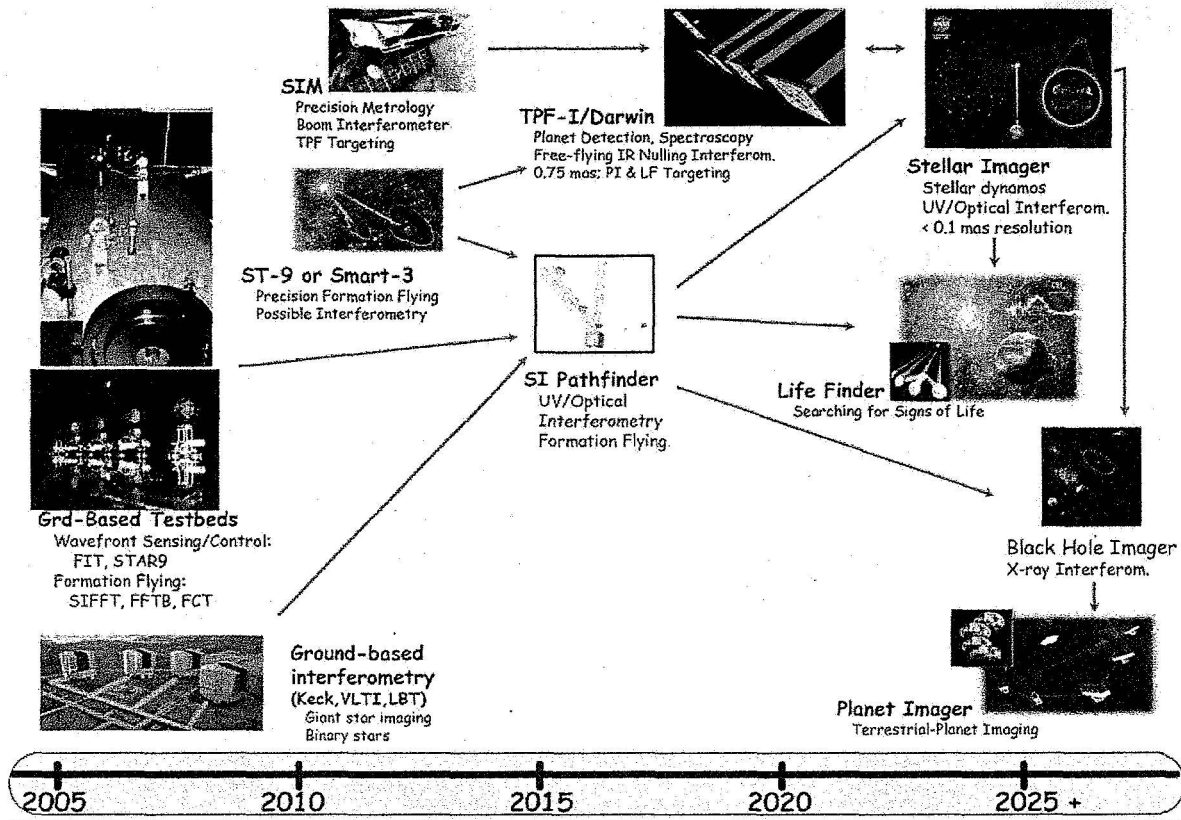 SIM
Precision Metrology
Boom Interferometer
TPF Targeting
TPF-I/Darwin
Planet Detection, Spectroscopy
Free-flying IR Nulling Interferom.
0.75 mas; PI & LF Targeting
Stellar Imager
Stellar dynamos
UV/Optical Interferom.
< 0.1 mas resolution
ST-9 or Smart-3
Precision Formation Flying
Possible Interferometry
SI Pathfinder
UV/Optical
Interferometry
Formation Flying.
Life Finder
Searching for Signs of Life
Grd-Based Testbeds
Wavefront Sensing/Control:
FIT, STAR9
Formation Flying:
SIFFT, FFTB, FCT
Black Hole Imager
X-ray Interferom.
Ground-based
interferometry
(Keck, VLTI, LBT)
Giant star imaging
Binary stars
Planet Imager
Terrestrial-Planet Imaging
2005 2010 2015 2020 2025 +